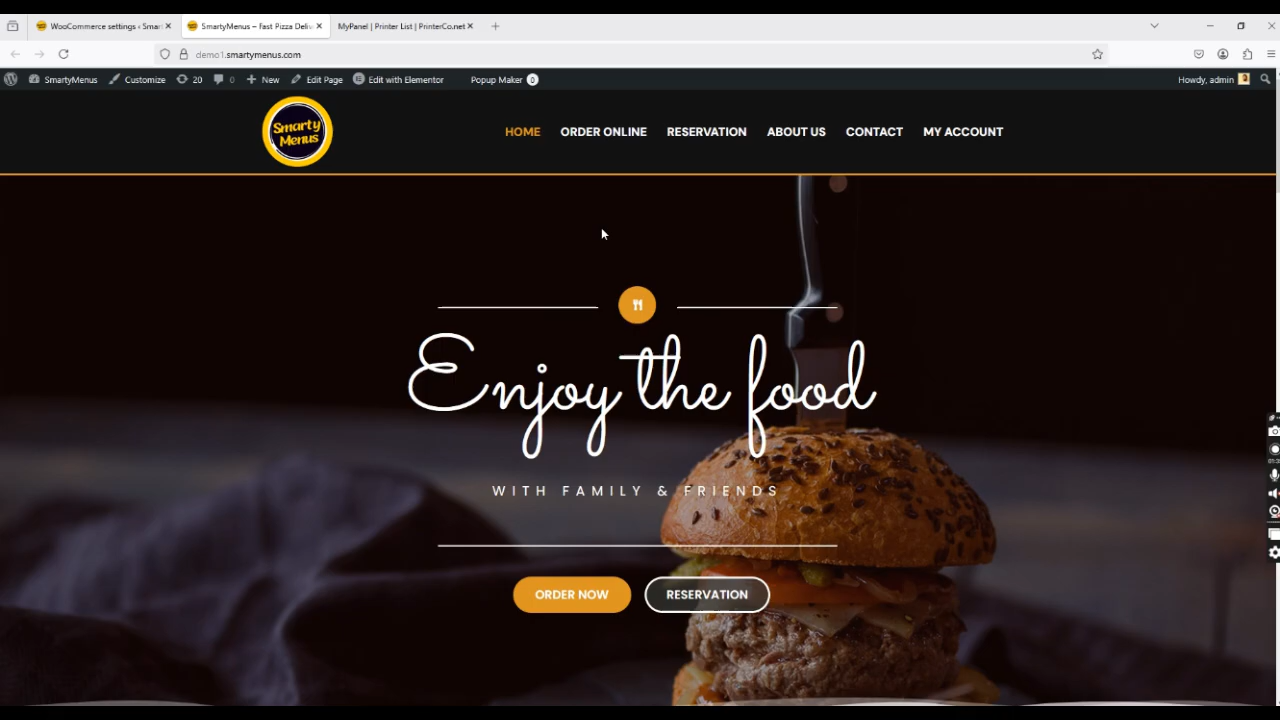 WooCommerce settings ‹ Smar
SmartyMenus – Fast Pizza Deliv
MyPanel | Printer List | PrinterCo.net
demo1.smartymenus.com
SmartyMenus
Customize
20
0
New
Edit Page
Edit with Elementor
Popup Maker 0
Howdy, admin
Smarty
Menus
HOME
ORDER ONLINE
RESERVATION
ABOUT US
CONTACT
MY ACCOUNT
Enjoy the food
WITH FAMILY & FRIENDS
ORDER NOW
RESERVATION